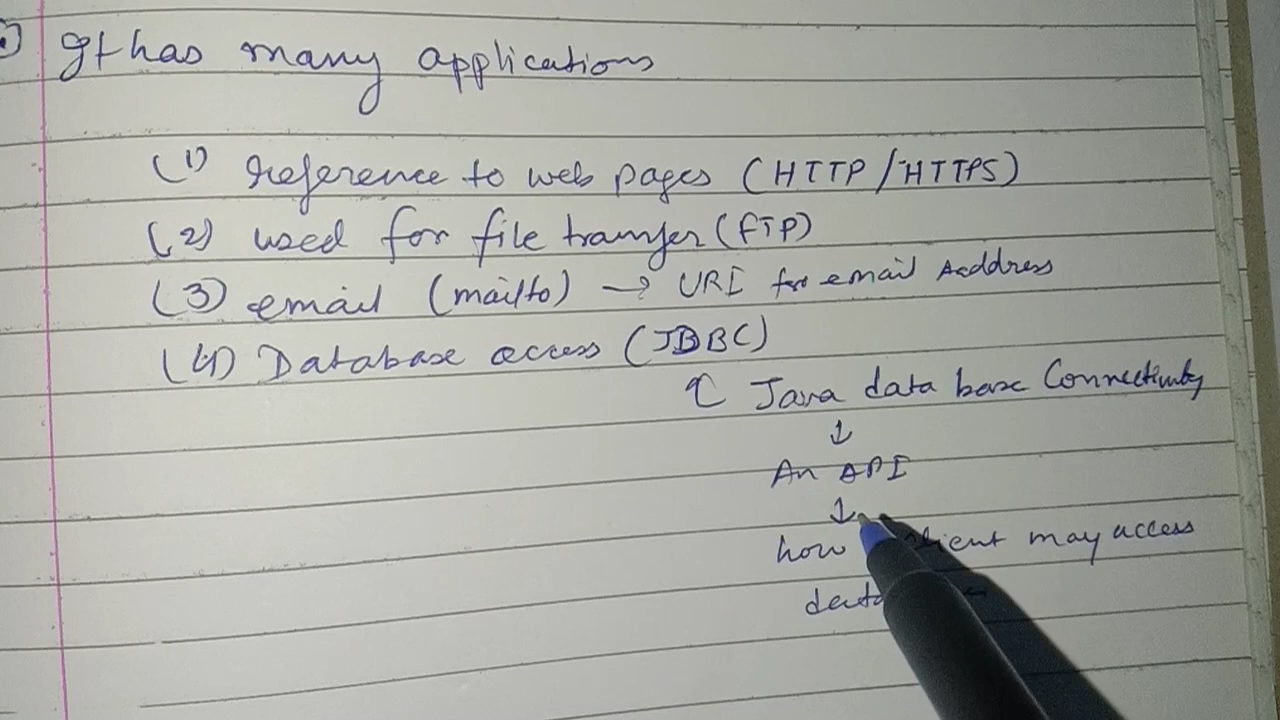 It has many applications
(1) Reference to web pages (HTTP/HTTPS)
(2) used for file transfer (FTP)
(3) email (mailto) → URI for email Address
(4) Database access (JDBC)
Java data base Connectivity
↓
An API
↓
how client may access